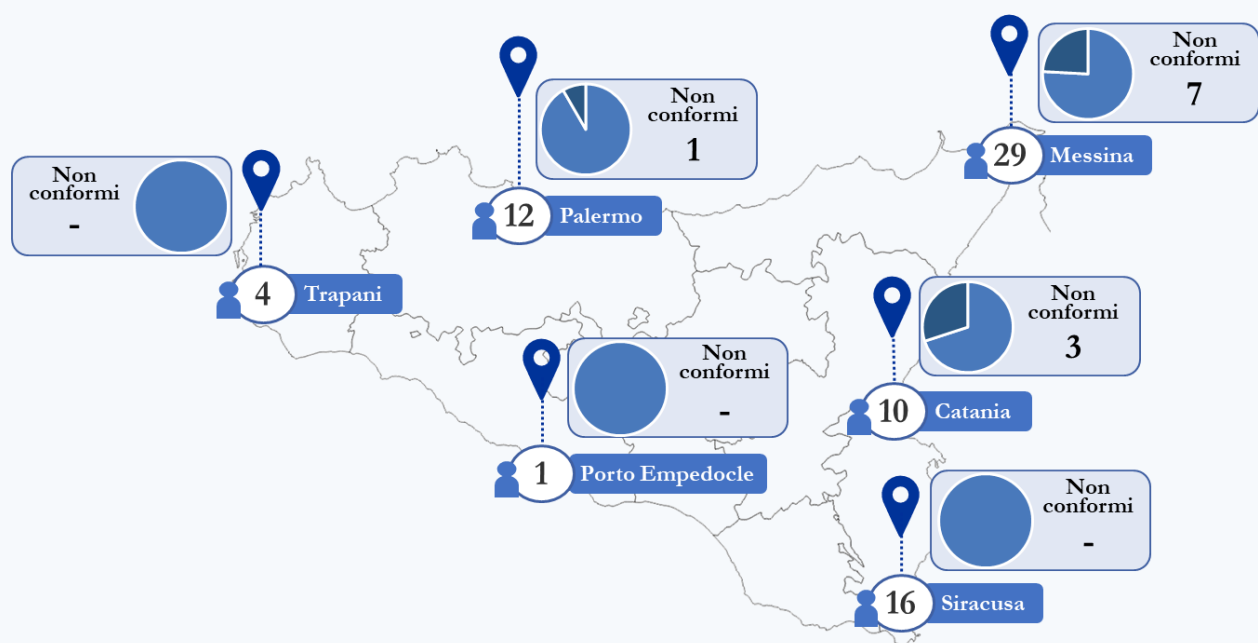 Non
conformi
7
29
Messina
Non
conformi
1
12
Palermo
Non
conformi
-
4
Trapani
Non
conformi
3
10
Catania
Non
conformi
-
1
Porto Empedocle
Non
conformi
-
16
Siracusa